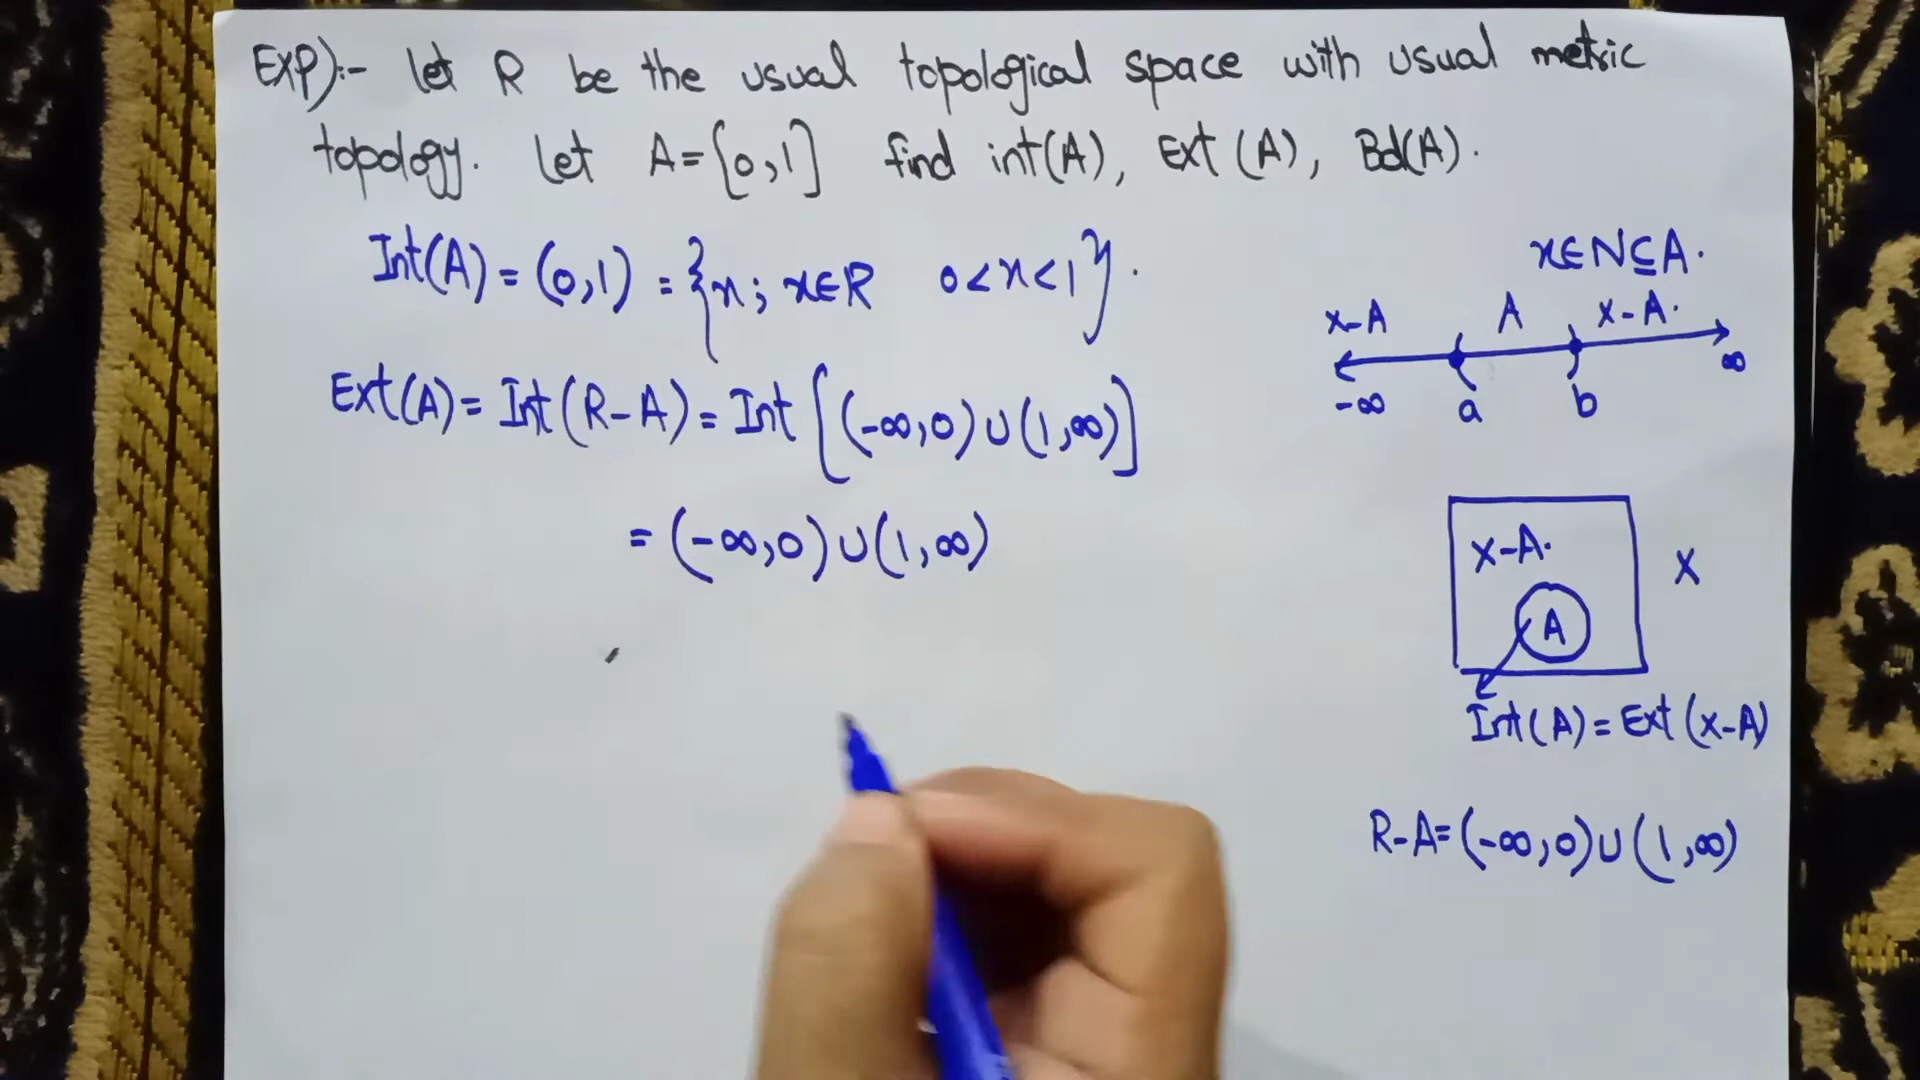 EXP):- Let R be the usual topological space with usual metric
topology. Let A=[0,1] find int(A), Ext (A), Bd(A).
Int(A) = (0,1) = {x; x∈R 0<x<1}.
Ext(A) = Int(R-A) = Int [(-∞,0)∪(1,∞)]
= (-∞,0)∪(1,∞)
x∈N⊆A.
X-A A X-A.
-∞ a b ∞
X-A. X
A
Int(A) = Ext (X-A)
R-A=(-∞,0)∪(1,∞)